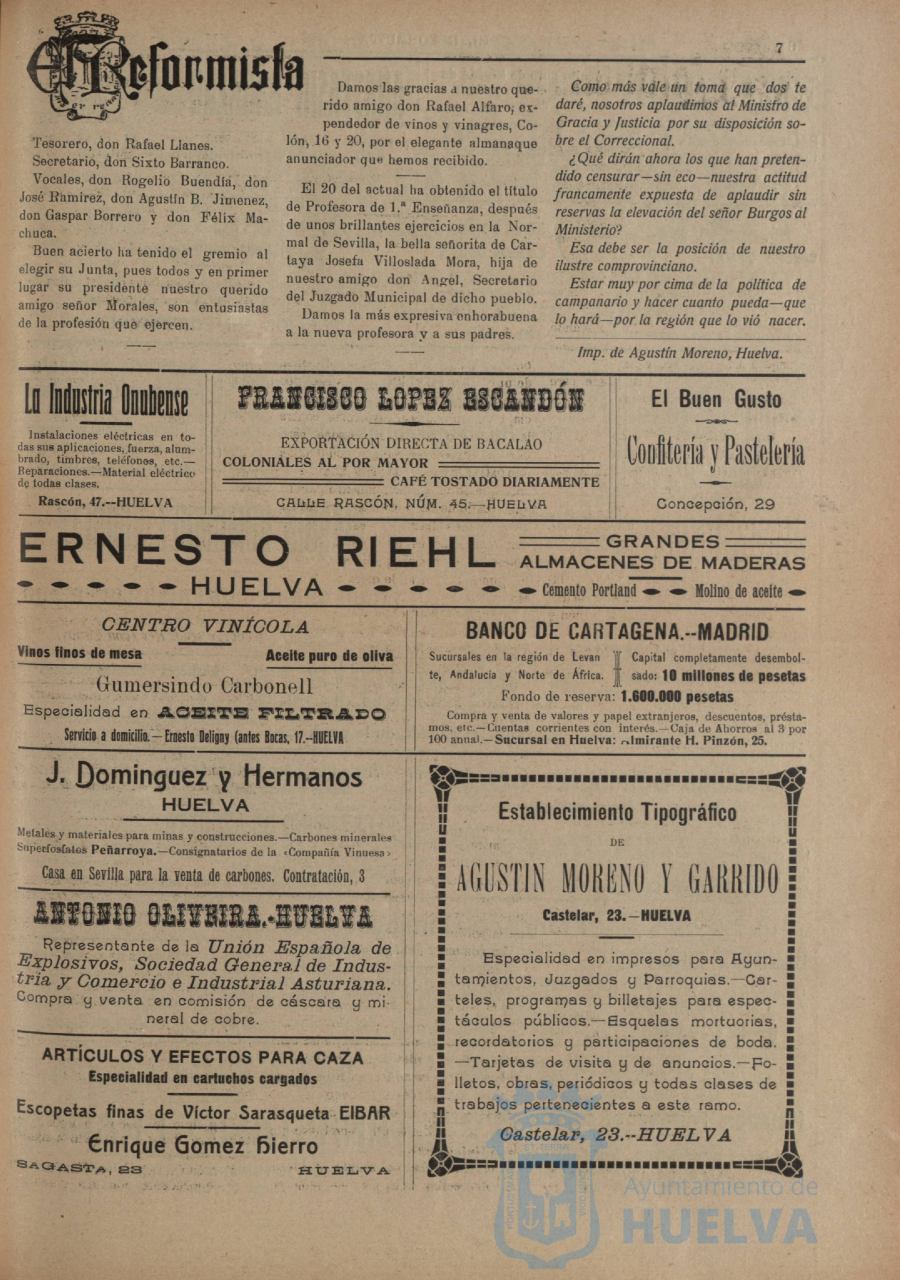 El Reformista
7
Tesorero, don Rafael Llanes.
Secretario, don Sixto Barranco.
Vocales, don Rogelio Buendía, don
José Ramirez, don Agustín B. Jimenez,
don Gaspar Borrero y don Félix Ma-
chuca.
Buen acierto ha tenido el gremio al
elegir su Junta, pues todos y en primer
lugar su presidente nuestro querido
amigo señor Morales, son entusiastas
de la profesión que ejercen.
Damos las gracias a nuestro que-
rido amigo don Rafael Alfaro, ex-
pendedor de vinos y vinagres, Co-
lón, 16 y 20, por el elegante almanaque
anunciador que hemos recibido.
El 20 del actual ha obtenido el título
de Profesora de 1.ª Enseñanza, después
de unos brillantes ejercicios en la Nor-
mal de Sevilla, la bella señorita de Car-
taya Josefa Villoslada Mora, hija de
nuestro amigo don Angel, Secretario
del Juzgado Municipal de dicho pueblo.
Damos la más expresiva enhorabuena
a la nueva profesora y a sus padres.
Como más vale un toma que dos te
daré, nosotros aplaudimos al Ministro de
Gracia y Justicia por su disposición so-
bre el Correccional.
¿Qué dirán ahora los que han preten-
dido censurar—sin eco—nuestra actitud
francamente expuesta de aplaudir sin
reservas la elevación del señor Burgos al
Ministerio?
Esa debe ser la posición de nuestro
ilustre comprovinciano.
Estar muy por cima de la política de
campanario y hacer cuanto pueda—que
lo hará—por la región que lo vió nacer.
Imp. de Agustín Moreno, Huelva.
La Industria Onubense
Instalaciones eléctricas en to-
das sus aplicaciones, fuerza, alum-
brado, timbres, teléfonos, etc.—
Reparaciones.—Material eléctrico
de todas clases.
Rascón, 47.--HUELVA
FRANCISCO LOPEZ ESCANDÓN
EXPORTACIÓN DIRECTA DE BACALAO
COLONIALES AL POR MAYOR
CAFÉ TOSTADO DIARIAMENTE
CALLE RASCÓN, NÚM. 45.—HUELVA
El Buen Gusto
Confitería y Pastelería
Concepción, 29
ERNESTO RIEHL
HUELVA
GRANDES
ALMACENES DE MADERAS
Cemento Portland
Molino de aceite
CENTRO VINÍCOLA
Vinos finos de mesa
Aceite puro de oliva
Gumersindo Carbonell
Especialidad en ACEITE FILTRADO
Servicio a domicilio.—Ernesto Deligny (antes Bocas, 17.--HUELVA
BANCO DE CARTAGENA.--MADRID
Sucursales en la región de Levan
te, Andalucía y Norte de África.
Capital completamente desembol-
sado: 10 millones de pesetas
Fondo de reserva: 1.600.000 pesetas
Compra y venta de valores y papel extranjeros, descuentos, présta-
mos, etc.—Cuentas corrientes con interés.—Caja de Ahorros al 3 por
100 anual.—Sucursal en Huelva: Almirante H. Pinzón, 25.
J. Dominguez y Hermanos
HUELVA
Metales y materiales para minas y construcciones.—Carbones minerales
Superfosfatos Peñarroya.—Consignatarios de la «Compañía Vinuesa»
Casa en Sevilla para la venta de carbones. Contratación, 3
ANTONIO OLIVEIRA.-HUELVA
Representante de la Unión Española de
Explosivos, Sociedad General de Indus-
tria y Comercio e Industrial Asturiana.
Compra y venta en comisión de cáscara y mi-
neral de cobre.
ARTÍCULOS Y EFECTOS PARA CAZA
Especialidad en cartuchos cargados
Escopetas finas de Víctor Sarasqueta EIBAR
Enrique Gomez Hierro
SAGASTA, 23 HUELVA
Establecimiento Tipográfico
DE
AGUSTIN MORENO Y GARRIDO
Castelar, 23.—HUELVA
Especialidad en impresos para Ayun-
tamientos, Juzgados y Parroquias.—Car-
teles, programas y billetajes para espec-
táculos públicos.—Esquelas mortuorias,
recordatorios y participaciones de boda.
—Tarjetas de visita y de anuncios.—Fo-
lletos, obras, periódicos y todas clases de
trabajos pertenecientes a este ramo.
Castelar, 23.--HUELVA
Ayuntamiento de
HUELVA